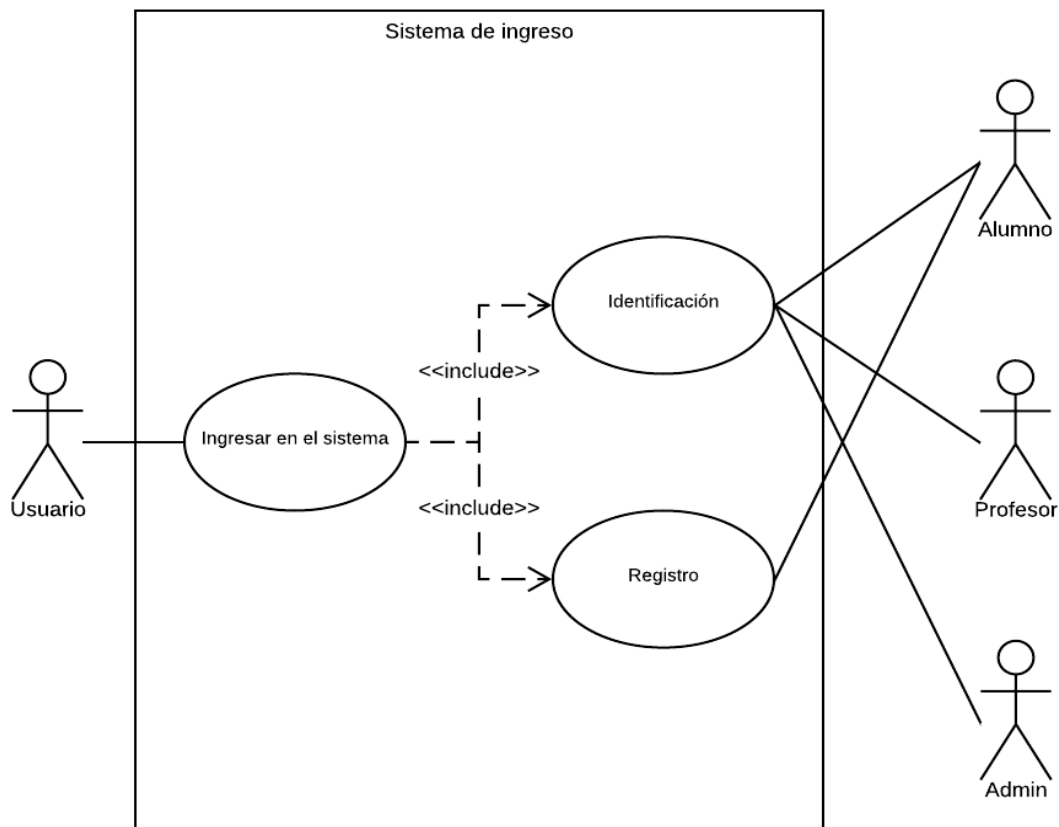 Sistema de ingreso
Alumno
Identificación
<<include>>
Ingresar en el sistema
Usuario
<<include>>
Profesor
Registro
Admin